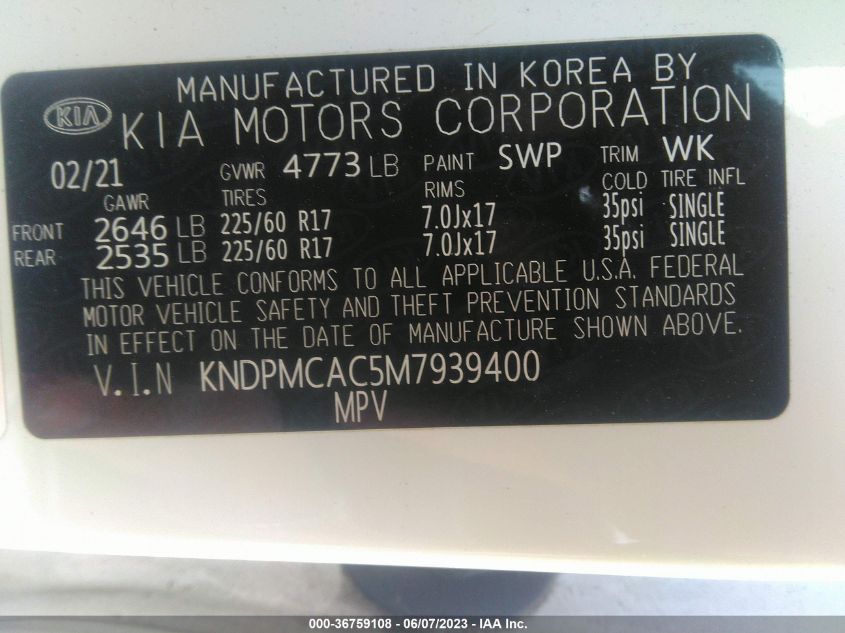 MANUFACTURED IN KOREA BY
KIA KIA MOTORS CORPORATION
02/21 GVWR 4773 LB PAINT SWP TRIM WK
GAWR TIRES RIMS COLD TIRE INFL
FRONT 2646 LB 225/60 R17 7.0Jx17 35psi SINGLE
REAR 2535 LB 225/60 R17 7.0Jx17 35psi SINGLE
THIS VEHICLE CONFORMS TO ALL APPLICABLE U.S.A. FEDERAL
MOTOR VEHICLE SAFETY AND THEFT PREVENTION STANDARDS
IN EFFECT ON THE DATE OF MANUFACTURE SHOWN ABOVE.
V.I.N KNDPMCAC5M7939400
MPV
000-36759108 - 06/07/2023 - IAA Inc.